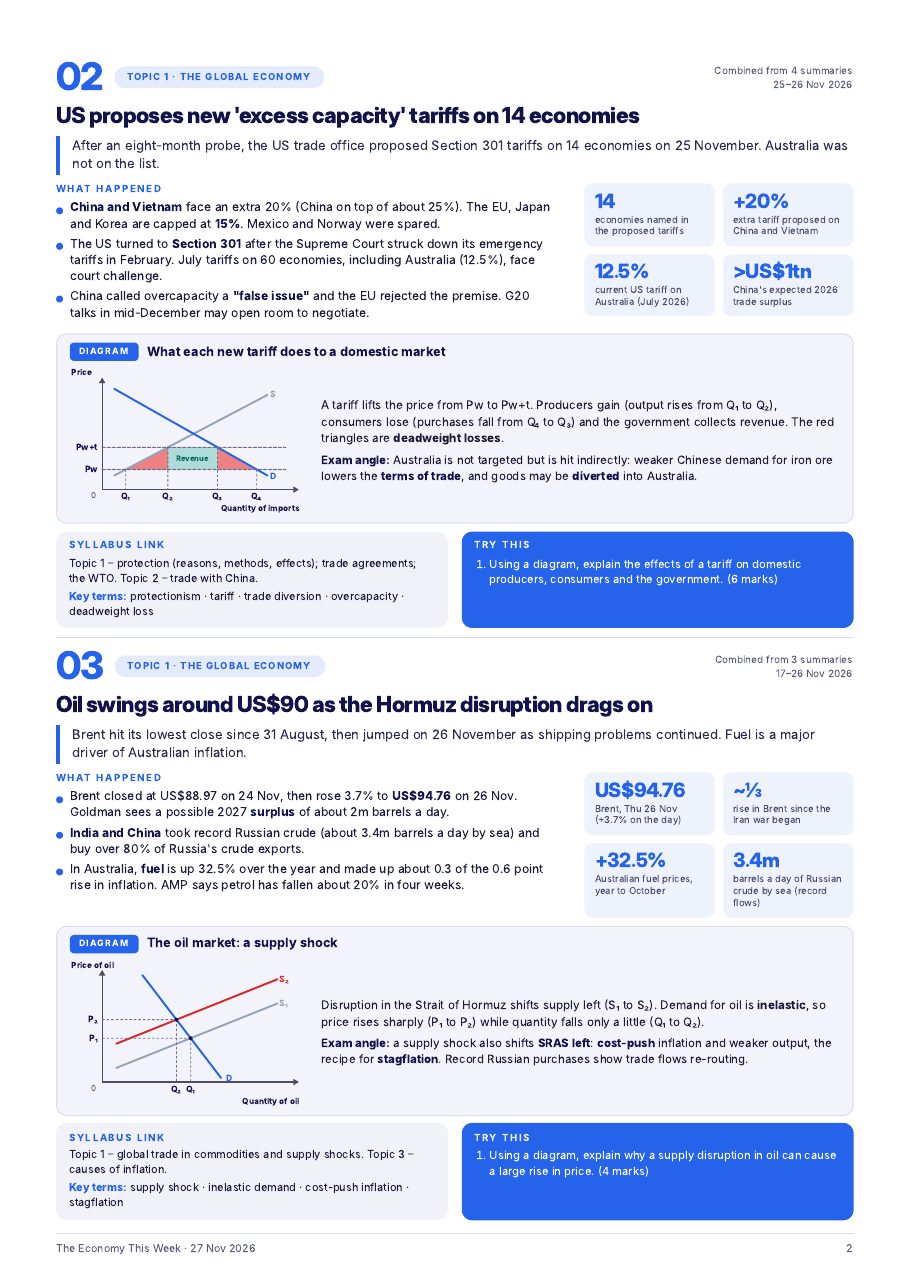 02
TOPIC 1 · THE GLOBAL ECONOMY
Combined from 4 summaries
25–26 Nov 2026
US proposes new 'excess capacity' tariffs on 14 economies
After an eight-month probe, the US trade office proposed Section 301 tariffs on 14 economies on 25 November. Australia was
not on the list.
WHAT HAPPENED
China and Vietnam face an extra 20% (China on top of about 25%). The EU, Japan
and Korea are capped at 15%. Mexico and Norway were spared.
The US turned to Section 301 after the Supreme Court struck down its emergency
tariffs in February. July tariffs on 60 economies, including Australia (12.5%), face
court challenge.
China called overcapacity a "false issue" and the EU rejected the premise. G20
talks in mid-December may open room to negotiate.
14
economies named in
the proposed tariffs
+20%
extra tariff proposed on
China and Vietnam
12.5%
current US tariff on
Australia (July 2026)
>US$1tn
China's expected 2026
trade surplus
DIAGRAM
What each new tariff does to a domestic market
Price
S
Pw+t
Revenue
Pw
D
0
Q₁
Q₂
Q₃
Q₄
Quantity of imports
A tariff lifts the price from Pw to Pw+t. Producers gain (output rises from Q₁ to Q₂),
consumers lose (purchases fall from Q₄ to Q₃) and the government collects revenue. The red
triangles are deadweight losses.
Exam angle: Australia is not targeted but is hit indirectly: weaker Chinese demand for iron ore
lowers the terms of trade, and goods may be diverted into Australia.
SYLLABUS LINK
Topic 1 – protection (reasons, methods, effects); trade agreements;
the WTO. Topic 2 – trade with China.
Key terms: protectionism · tariff · trade diversion · overcapacity ·
deadweight loss
TRY THIS
1. Using a diagram, explain the effects of a tariff on domestic
producers, consumers and the government. (6 marks)
03
TOPIC 1 · THE GLOBAL ECONOMY
Combined from 3 summaries
17–26 Nov 2026
Oil swings around US$90 as the Hormuz disruption drags on
Brent hit its lowest close since 31 August, then jumped on 26 November as shipping problems continued. Fuel is a major
driver of Australian inflation.
WHAT HAPPENED
Brent closed at US$88.97 on 24 Nov, then rose 3.7% to US$94.76 on 26 Nov.
Goldman sees a possible 2027 surplus of about 2m barrels a day.
India and China took record Russian crude (about 3.4m barrels a day by sea) and
buy over 80% of Russia's crude exports.
In Australia, fuel is up 32.5% over the year and made up about 0.3 of the 0.6 point
rise in inflation. AMP says petrol has fallen about 20% in four weeks.
US$94.76
Brent, Thu 26 Nov
(+3.7% on the day)
~⅓
rise in Brent since the
Iran war began
+32.5%
Australian fuel prices,
year to October
3.4m
barrels a day of Russian
crude by sea (record
flows)
DIAGRAM
The oil market: a supply shock
Price of oil
S₂
S₁
P₂
P₁
D
0
Q₂
Q₁
Quantity of oil
Disruption in the Strait of Hormuz shifts supply left (S₁ to S₂). Demand for oil is inelastic, so
price rises sharply (P₁ to P₂) while quantity falls only a little (Q₁ to Q₂).
Exam angle: a supply shock also shifts SRAS left: cost-push inflation and weaker output, the
recipe for stagflation. Record Russian purchases show trade flows re-routing.
SYLLABUS LINK
Topic 1 – global trade in commodities and supply shocks. Topic 3 –
causes of inflation.
Key terms: supply shock · inelastic demand · cost-push inflation ·
stagflation
TRY THIS
1. Using a diagram, explain why a supply disruption in oil can cause
a large rise in price. (4 marks)
The Economy This Week · 27 Nov 2026
2